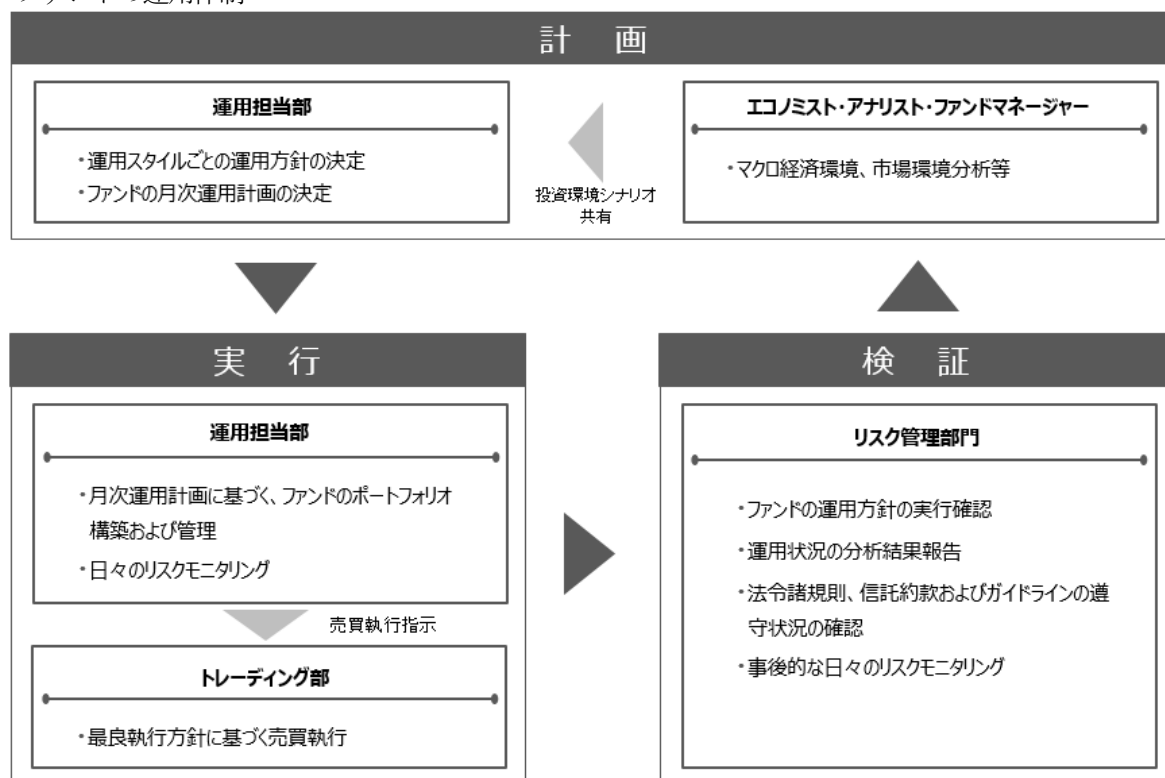 計 画
運用担当部
・運用スタイルごとの運用方針の決定
・ファンドの月次運用計画の決定
投資環境シナリオ
共有
エコノミスト・アナリスト・ファンドマネージャー
・マクロ経済環境、市場環境分析等
実 行
運用担当部
・月次運用計画に基づく、ファンドのポートフォリオ
構築および管理
・日々のリスクモニタリング
売買執行指示
トレーディング部
・最良執行方針に基づく売買執行
検 証
リスク管理部門
・ファンドの運用方針の実行確認
・運用状況の分析結果報告
・法令諸規則、信託約款およびガイドラインの遵
守状況の確認
・事後的な日々のリスクモニタリング